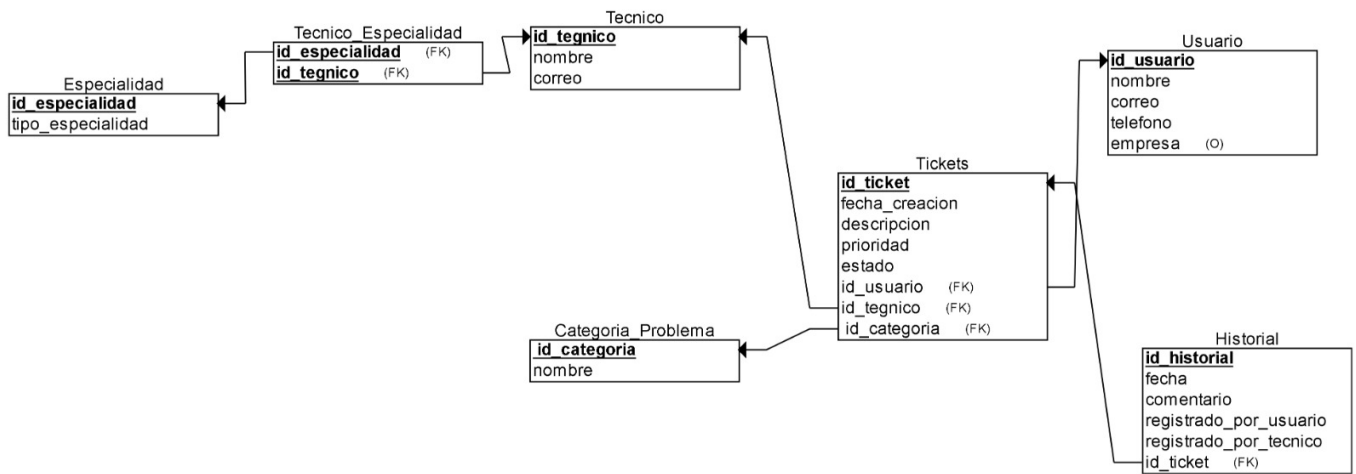 Tecnico
id_tegnico
nombre
correo
Tecnico_Especialidad
id_especialidad (FK)
id_tegnico (FK)
Especialidad
id_especialidad
tipo_especialidad
Usuario
id_usuario
nombre
correo
telefono
empresa (O)
Tickets
id_ticket
fecha_creacion
descripcion
prioridad
estado
id_usuario (FK)
id_tegnico (FK)
id_categoria (FK)
Categoria_Problema
id_categoria
nombre
Historial
id_historial
fecha
comentario
registrado_por_usuario
registrado_por_tecnico
id_ticket (FK)